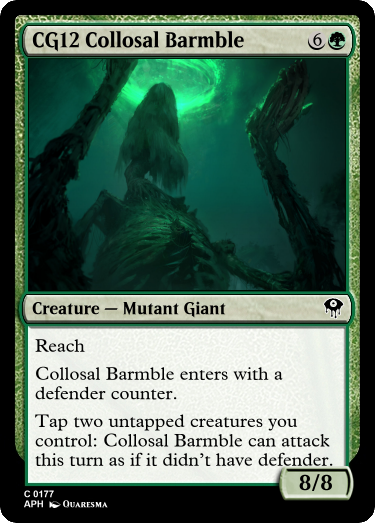 CG12 Collosal Barmble 6
Creature — Mutant Giant
Reach
Collosal Barmble enters with a
defender counter.
Tap two untapped creatures you
control: Collosal Barmble can attack
this turn as if it didn't have defender.
8/8
C 0177
APH Quaresma